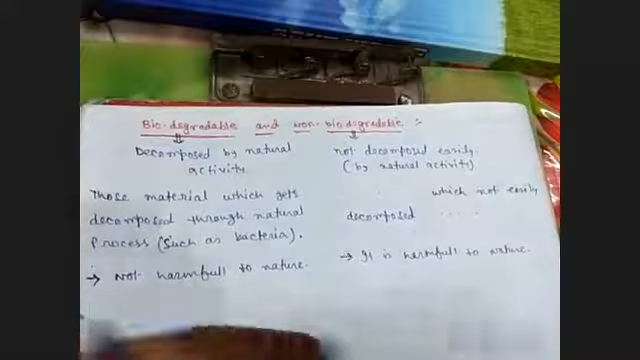 Bio-degradable and non-biodegradable :-
Decomposed by natural
activity
Those material which gets
decomposed through natural
Process (Such as bacteria).
→ Not harmfull to nature.
not decomposed easily.
(by natural activity)
. . which not easily
decomposed ....
→ It is harmfull to nature.